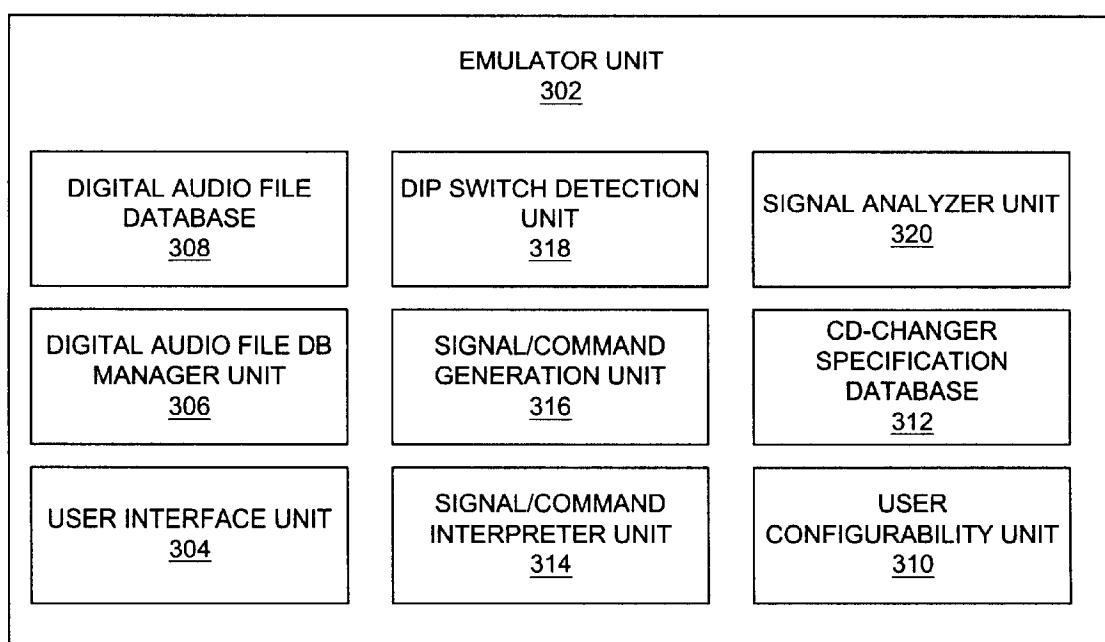 EMULATOR UNIT
302
DIGITAL AUDIO FILE
DATABASE
308
DIP SWITCH DETECTION
UNIT
318
SIGNAL ANALYZER UNIT
320
DIGITAL AUDIO FILE DB
MANAGER UNIT
306
SIGNAL/COMMAND
GENERATION UNIT
316
CD-CHANGER
SPECIFICATION
DATABASE
312
USER INTERFACE UNIT
304
SIGNAL/COMMAND
INTERPRETER UNIT
314
USER
CONFIGURABILITY UNIT
310